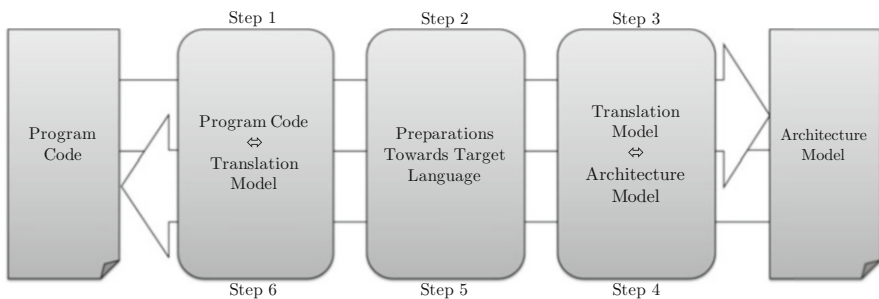 Step 1
Step 2
Step 3
Program
Code
Program Code
⇔
Translation
Model
Preparations
Towards Target
Language
Translation
Model
⇔
Architecture
Model
Architecture
Model
Step 6
Step 5
Step 4